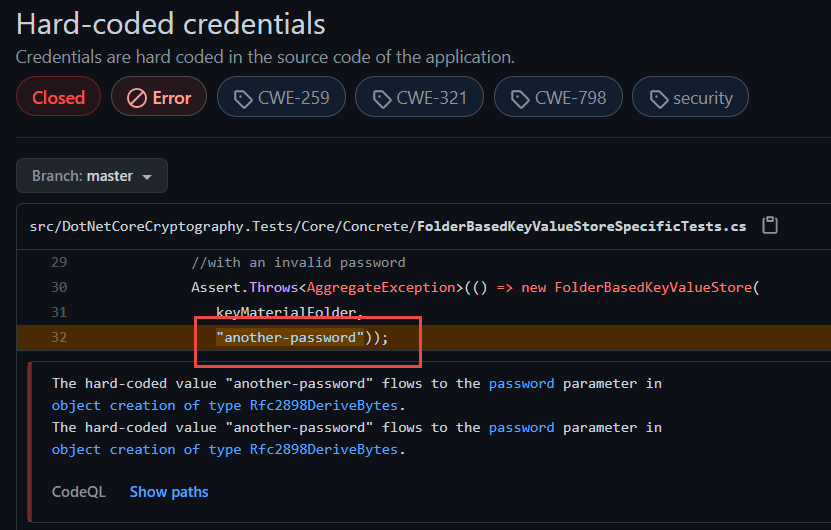 Hard-coded credentials
Credentials are hard coded in the source code of the application.
Closed Error CWE-259 CWE-321 CWE-798 security
Branch: master
src/DotNetCoreCryptography.Tests/Core/Concrete/FolderBasedKeyValueStoreSpecificTests.cs
29 //with an invalid password
30 Assert.Throws<AggregateException>(() => new FolderBasedKeyValueStore(
31 keyMaterialFolder,
32 "another-password"));
The hard-coded value "another-password" flows to the password parameter in
object creation of type Rfc2898DeriveBytes.
The hard-coded value "another-password" flows to the password parameter in
object creation of type Rfc2898DeriveBytes.
CodeQL Show paths